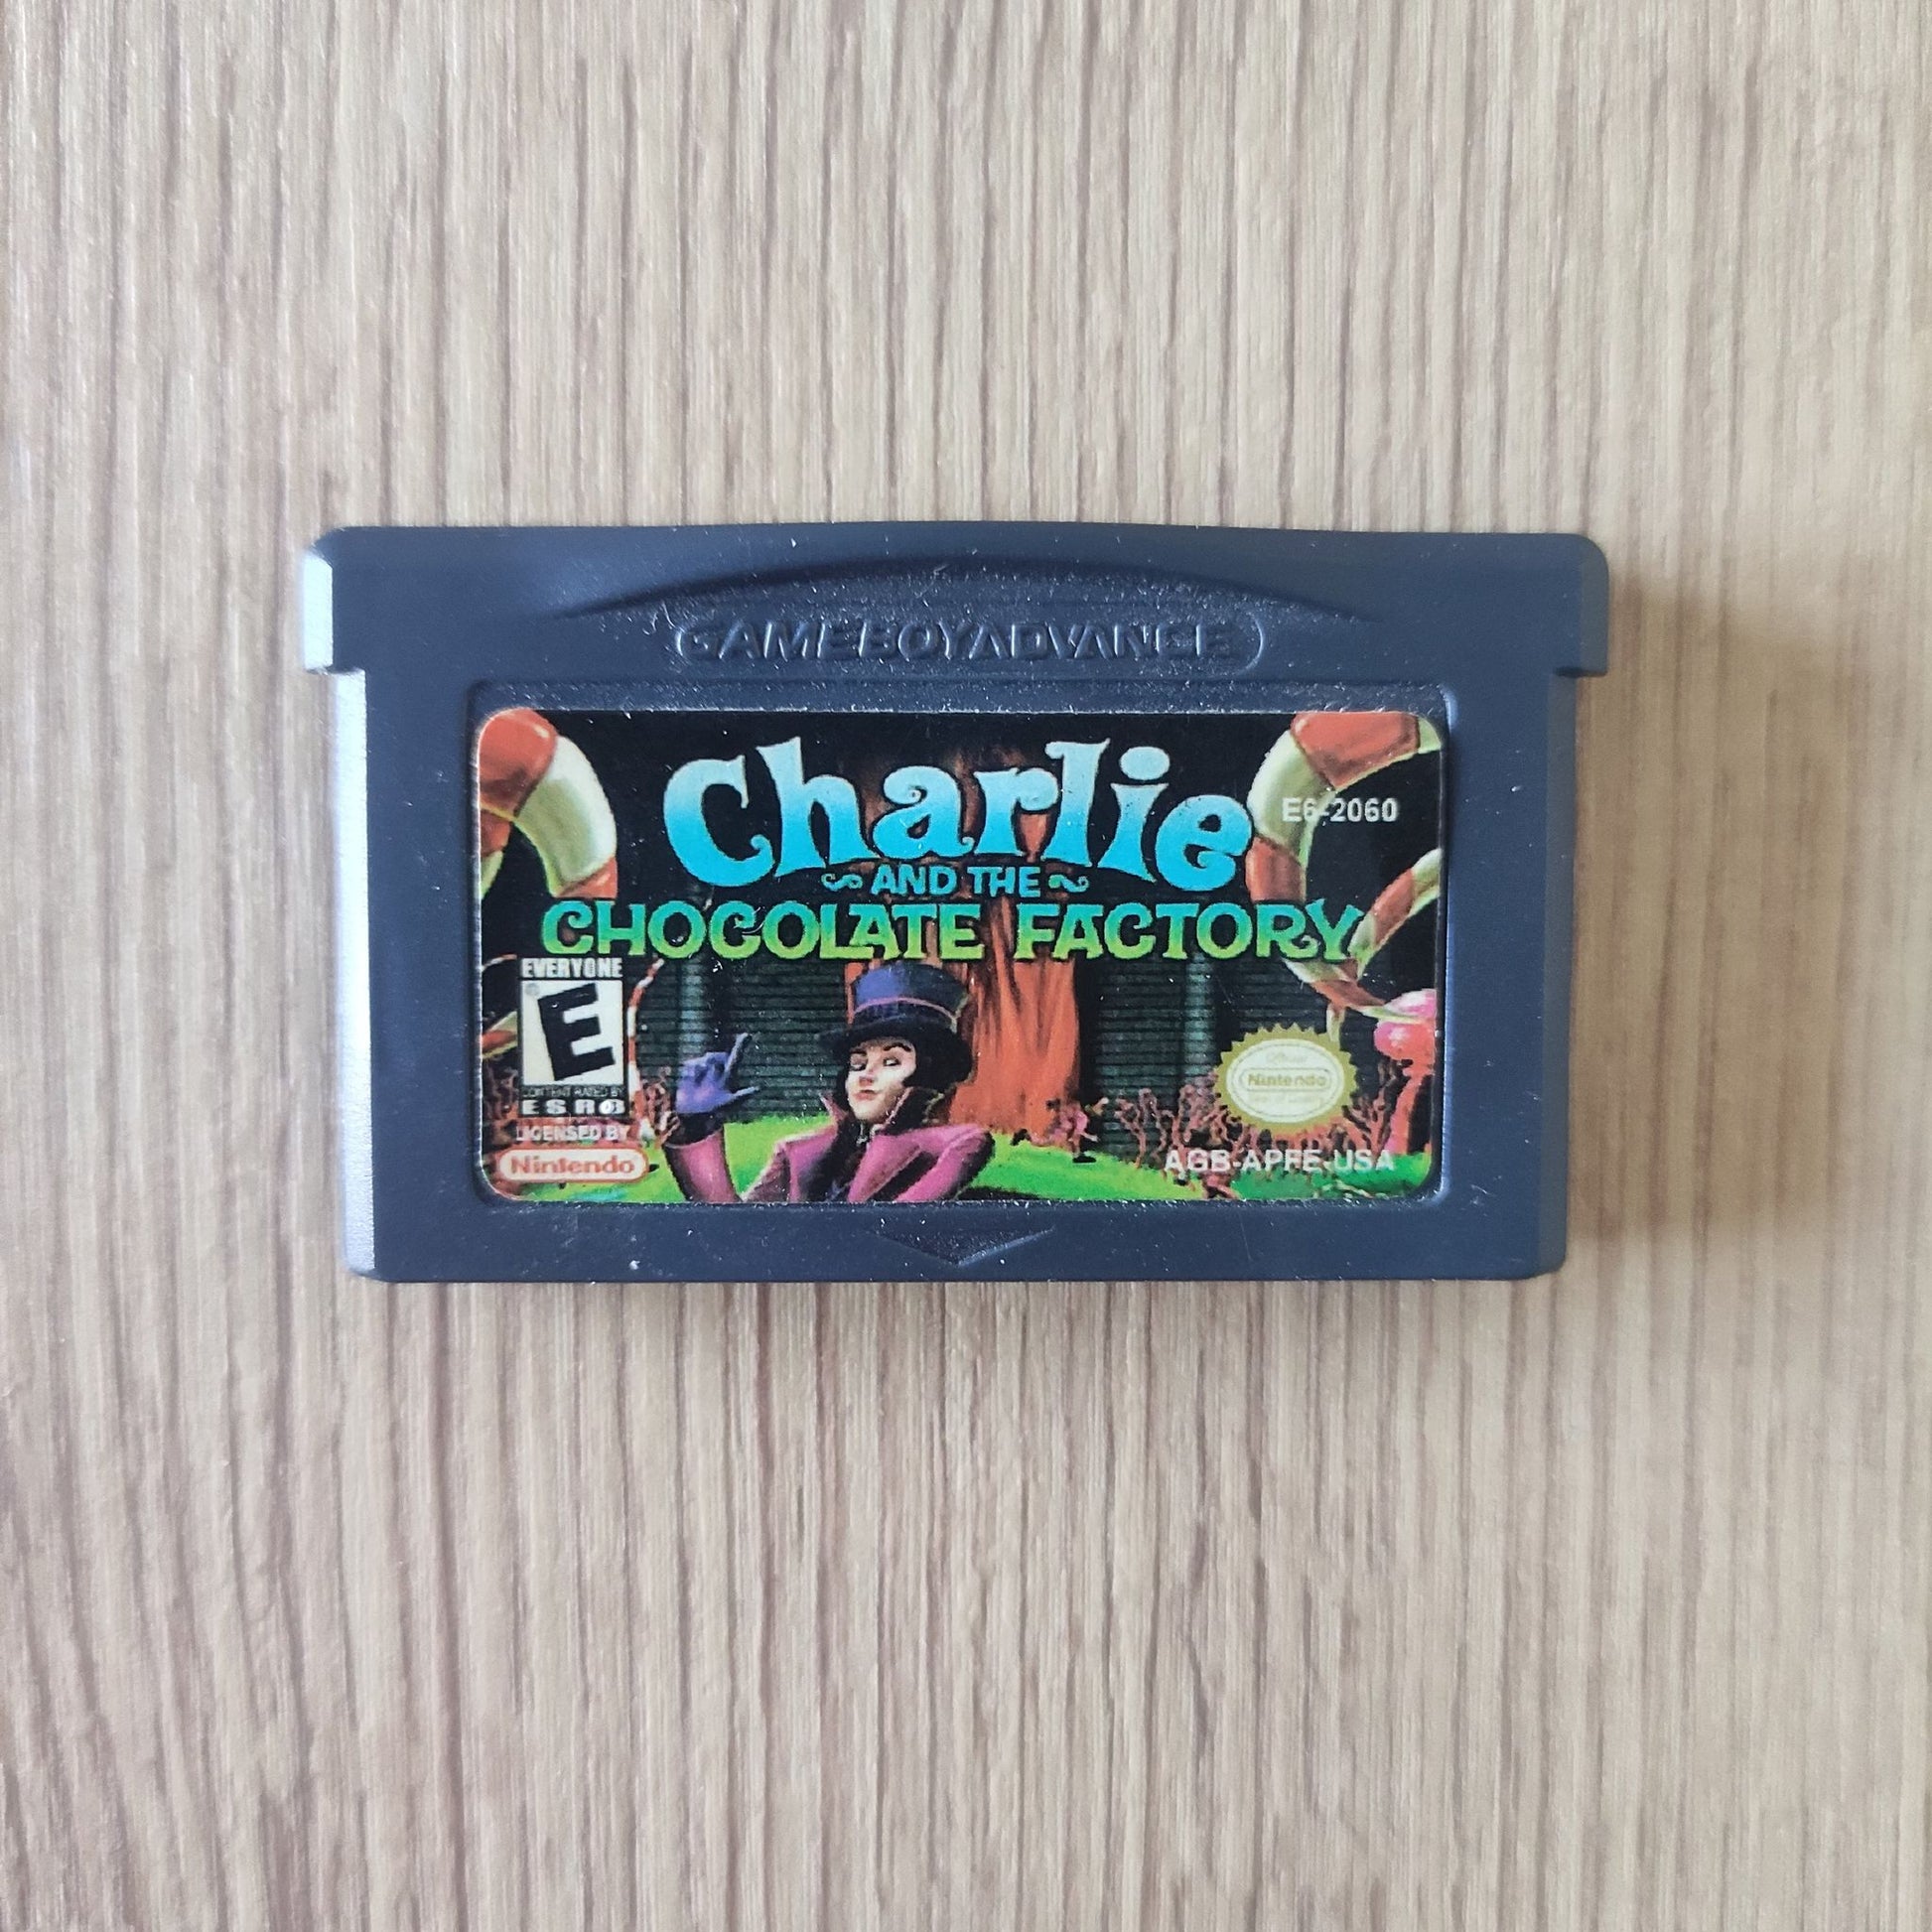 GAMEBOYADVANCE
Charlie
AND THE
CHOCOLATE FACTORY
E6-2060
EVERYONE
E
CONTENT RATED BY
ESRB
LICENSED BY
Nintendo
Official
Nintendo
AGB-APFE-USA